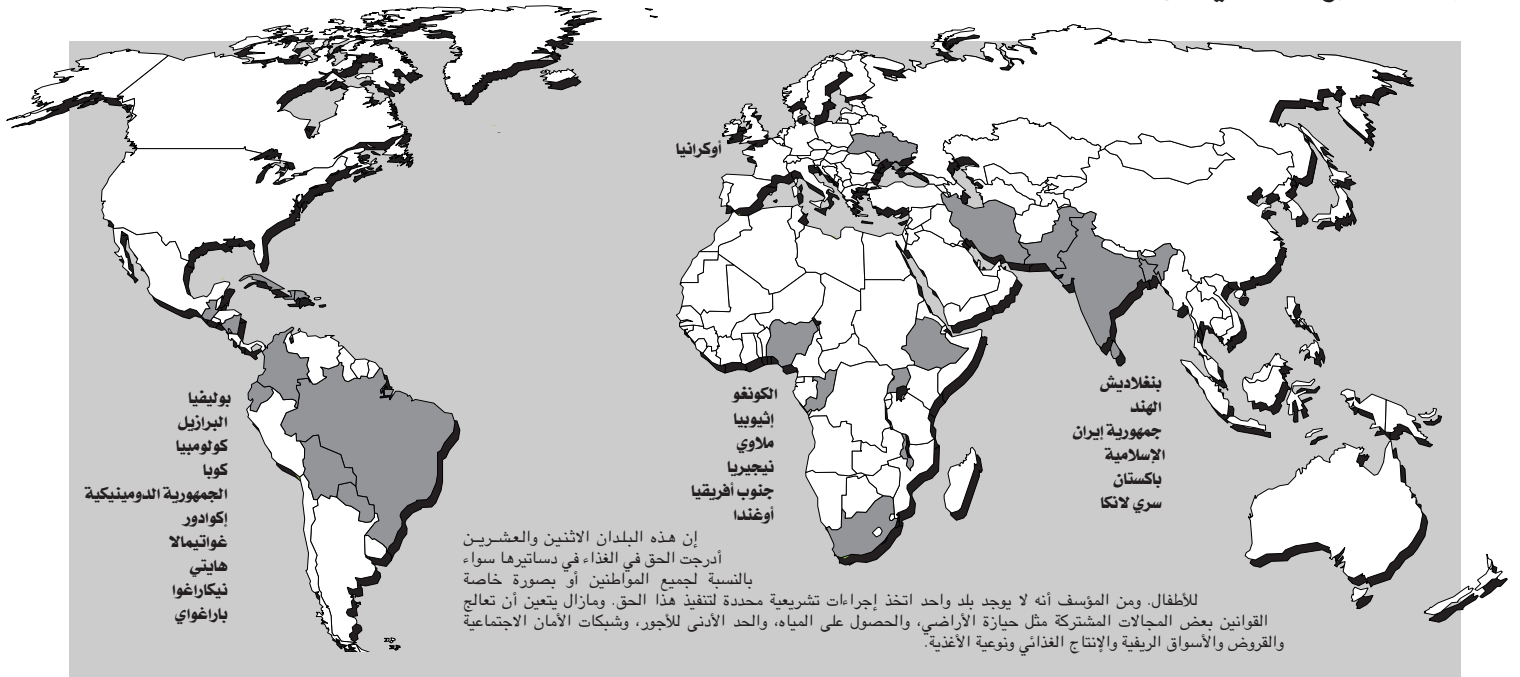 أوكرانيا
بنغلاديش
الهند
جمهورية إيران
الإسلامية
باكستان
سري لانكا
الكونغو
إثيوبيا
ملاوي
نيجيريا
جنوب أفريقيا
أوغندا
بوليفيا
البرازيل
كولومبيا
كوبا
الجمهورية الدومينيكية
إكوادور
غواتيمالا
هايتي
نيكاراغوا
باراغواي
إن هذه البلدان الاثنين والعشرين
أدرجت الحق في الغذاء في دساتيرها سواء
بالنسبة لجميع المواطنين أو بصورة خاصة
للأطفال. ومن المؤسف أنه لا يوجد بلد واحد اتخذ إجراءات تشريعية محددة لتنفيذ هذا الحق. ومازال يتعين أن تعالج
القوانين بعض المجالات المشتركة مثل حيازة الأراضي، والحصول على المياه، والحد الأدنى للأجور، وشبكات الأمان الاجتماعية
والقروض والأسواق الريفية والإنتاج الغذائي ونوعية الأغذية.